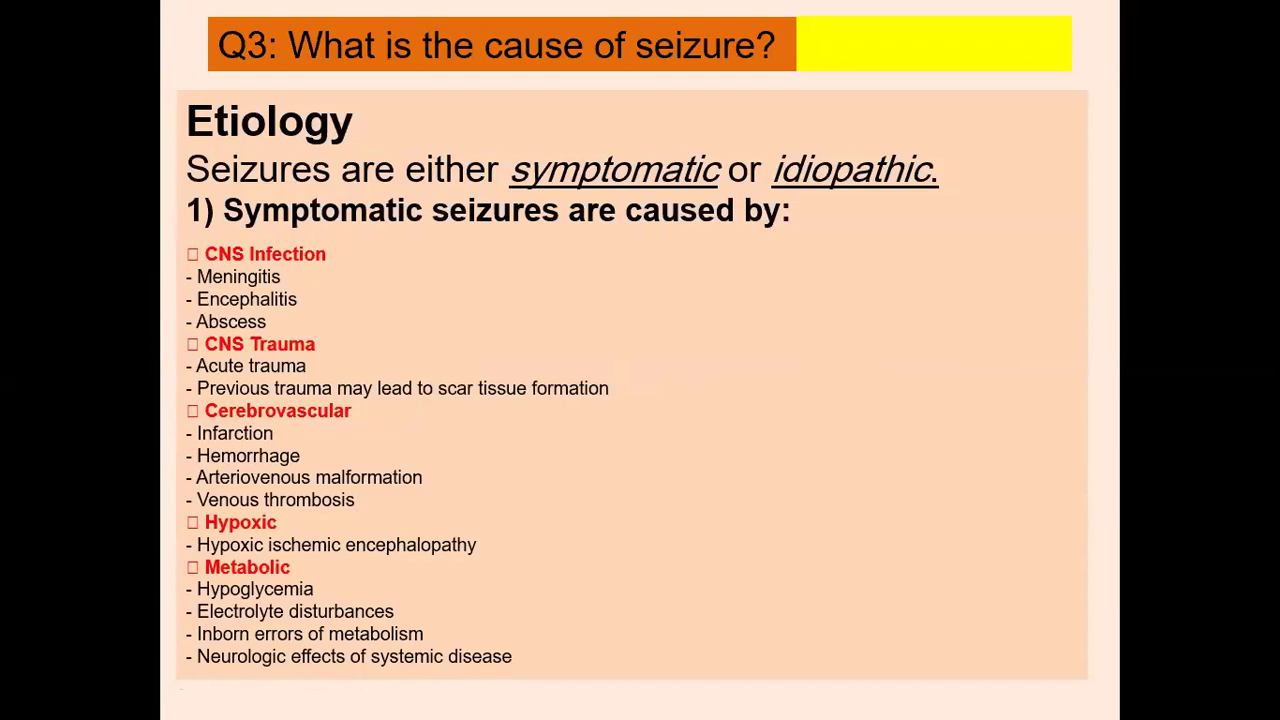 Q3: What is the cause of seizure?
Etiology
Seizures are either symptomatic or idiopathic.
1) Symptomatic seizures are caused by:
CNS Infection
- Meningitis
- Encephalitis
- Abscess
CNS Trauma
- Acute trauma
- Previous trauma may lead to scar tissue formation
Cerebrovascular
- Infarction
- Hemorrhage
- Arteriovenous malformation
- Venous thrombosis
Hypoxic
- Hypoxic ischemic encephalopathy
Metabolic
- Hypoglycemia
- Electrolyte disturbances
- Inborn errors of metabolism
- Neurologic effects of systemic disease